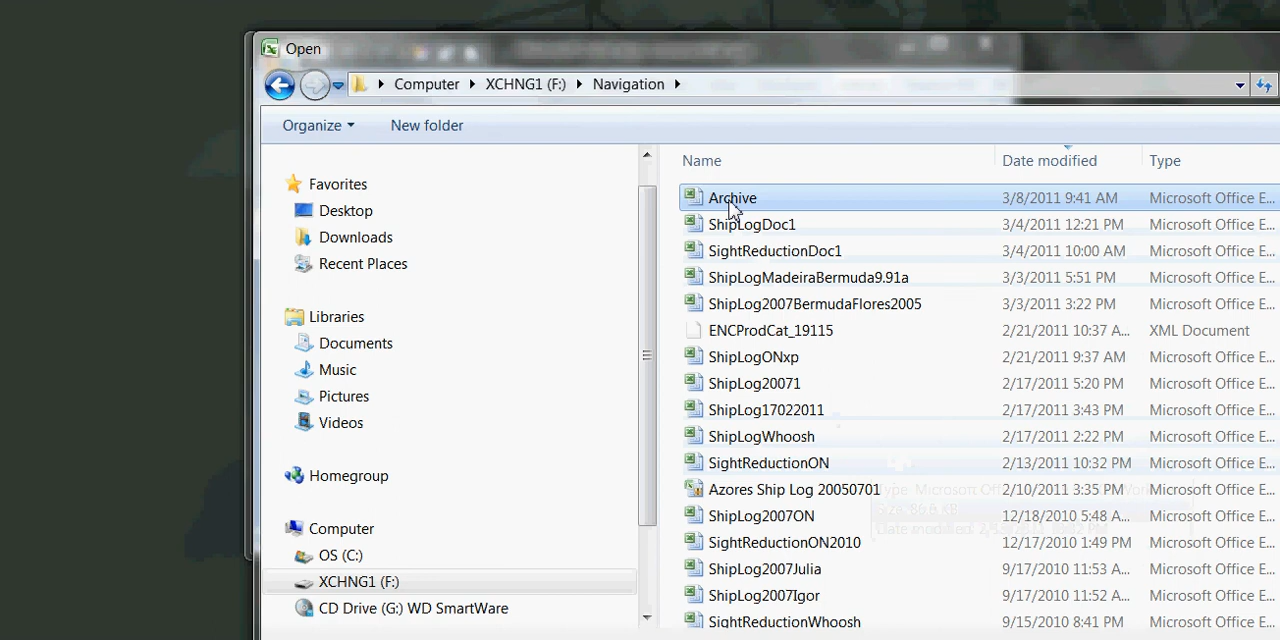 Open
Computer XCHNG1 (F:) Navigation
Organize New folder
Name Date modified Type
Favorites
Desktop
Downloads
Recent Places
Libraries
Documents
Music
Pictures
Videos
Homegroup
Computer
OS (C:)
XCHNG1 (F:)
CD Drive (G:) WD SmartWare
Archive 3/8/2011 9:41 AM Microsoft Office E...
ShipLogDoc1 3/4/2011 12:21 PM Microsoft Office E...
SightReductionDoc1 3/4/2011 10:00 AM Microsoft Office E...
ShipLogMadeiraBermuda9.91a 3/3/2011 5:51 PM Microsoft Office E...
ShipLog2007BermudaFlores2005 3/3/2011 3:22 PM Microsoft Office E...
ENCProdCat_19115 2/21/2011 10:37 A... XML Document
ShipLogONxp 2/21/2011 9:37 AM Microsoft Office E...
ShipLog20071 2/17/2011 5:20 PM Microsoft Office E...
ShipLog17022011 2/17/2011 3:43 PM Microsoft Office E...
ShipLogWhoosh 2/17/2011 2:22 PM Microsoft Office E...
SightReductionON 2/13/2011 10:32 PM Microsoft Office E...
Azores Ship Log 20050701 2/10/2011 3:35 PM Microsoft Office E...
ShipLog2007ON 12/18/2010 5:48 A... Microsoft Office E...
SightReductionON2010 12/17/2010 1:49 PM Microsoft Office E...
ShipLog2007Julia 9/17/2010 11:53 A... Microsoft Office E...
ShipLog2007Igor 9/17/2010 11:52 A... Microsoft Office E...
SightReductionWhoosh 9/15/2010 8:41 PM Microsoft Office E...